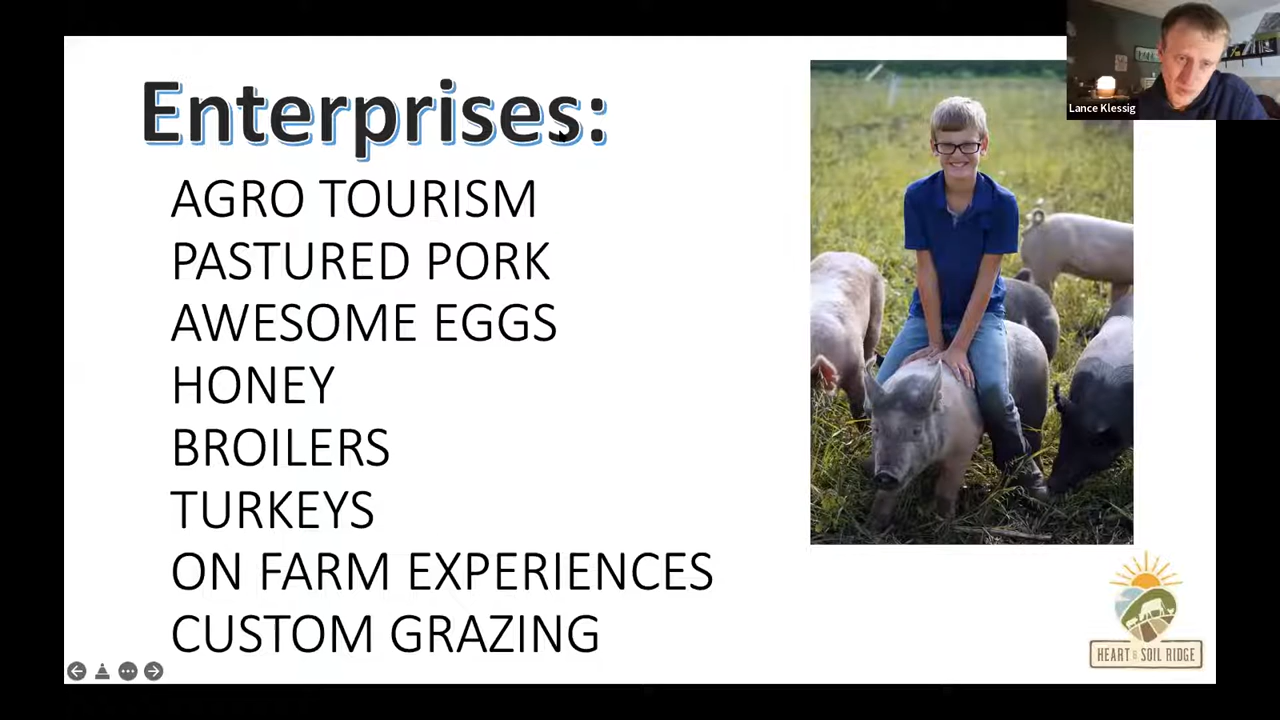 Enterprises:
AGRO TOURISM
PASTURED PORK
AWESOME EGGS
HONEY
BROILERS
TURKEYS
ON FARM EXPERIENCES
CUSTOM GRAZING
Lance Klessig
HEART OF SOIL RIDGE